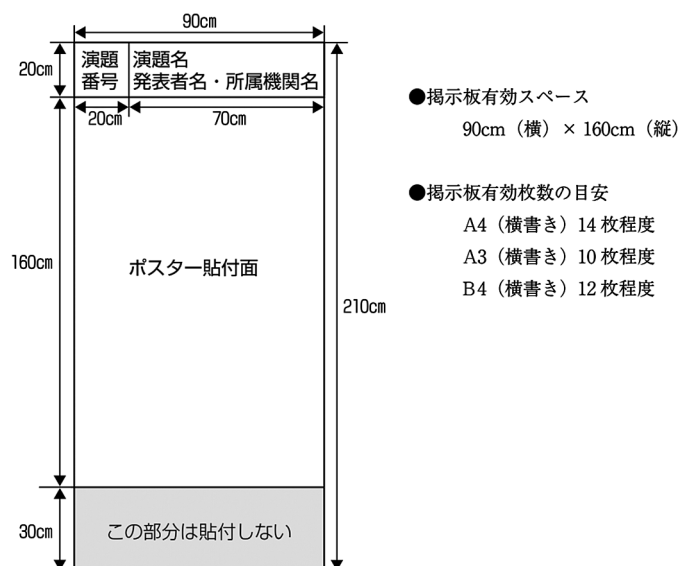 90cm
20cm
演題
番号
演題名
発表者名・所属機関名
20cm
70cm
160cm
ポスター貼付面
210cm
30cm
この部分は貼付しない
●掲示板有効スペース
90cm(横)× 160cm(縦)
●掲示板有効枚数の目安
A4(横書き)14 枚程度
A3(横書き)10 枚程度
B4(横書き)12 枚程度